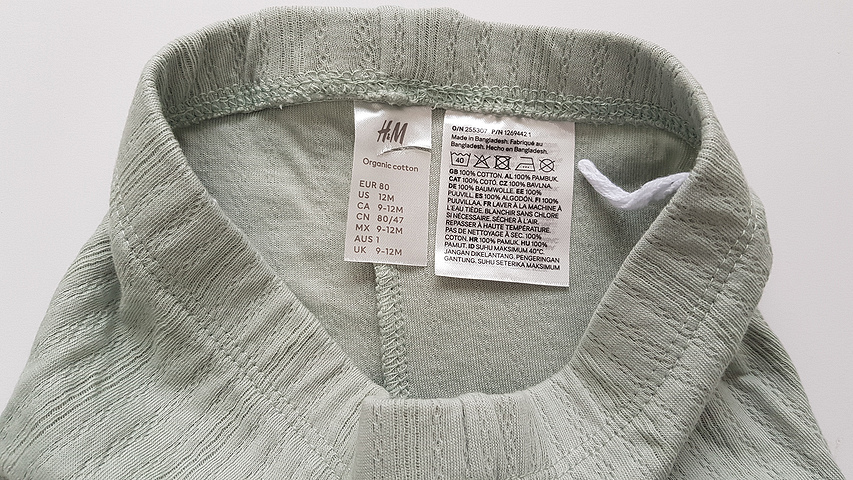 H&M
Organic cotton
EUR 80
US 12M
CA 9-12M
CN 80/47
MX 9-12M
AUS 1
UK 9-12M
O/N 255307 P/N 1269442 1
Made in Bangladesh. Fabriqué au
Bangladesh. Hecho en Bangladesh.
40
GB 100% COTTON. AL 100% PAMBUK.
CAT 100% COTÓ. CZ 100% BAVLNA.
DE 100% BAUMWOLLE. EE 100%
PUUVILL. ES 100% ALGODÓN. FI 100%
PUUVILLAA. FR LAVER À LA MACHINE À
L'EAU TIÈDE. BLANCHIR SANS CHLORE
SI NÉCESSAIRE. SÉCHER À L'AIR.
REPASSER À HAUTE TEMPÉRATURE.
PAS DE NETTOYAGE À SEC. 100%
COTON. HR 100% PAMUK. HU 100%
PAMUT. ID SUHU MAKSIMUM 40°C.
JANGAN DIKELANTANG. PENGERINGAN
GANTUNG. SUHU SETERIKA MAKSIMUM